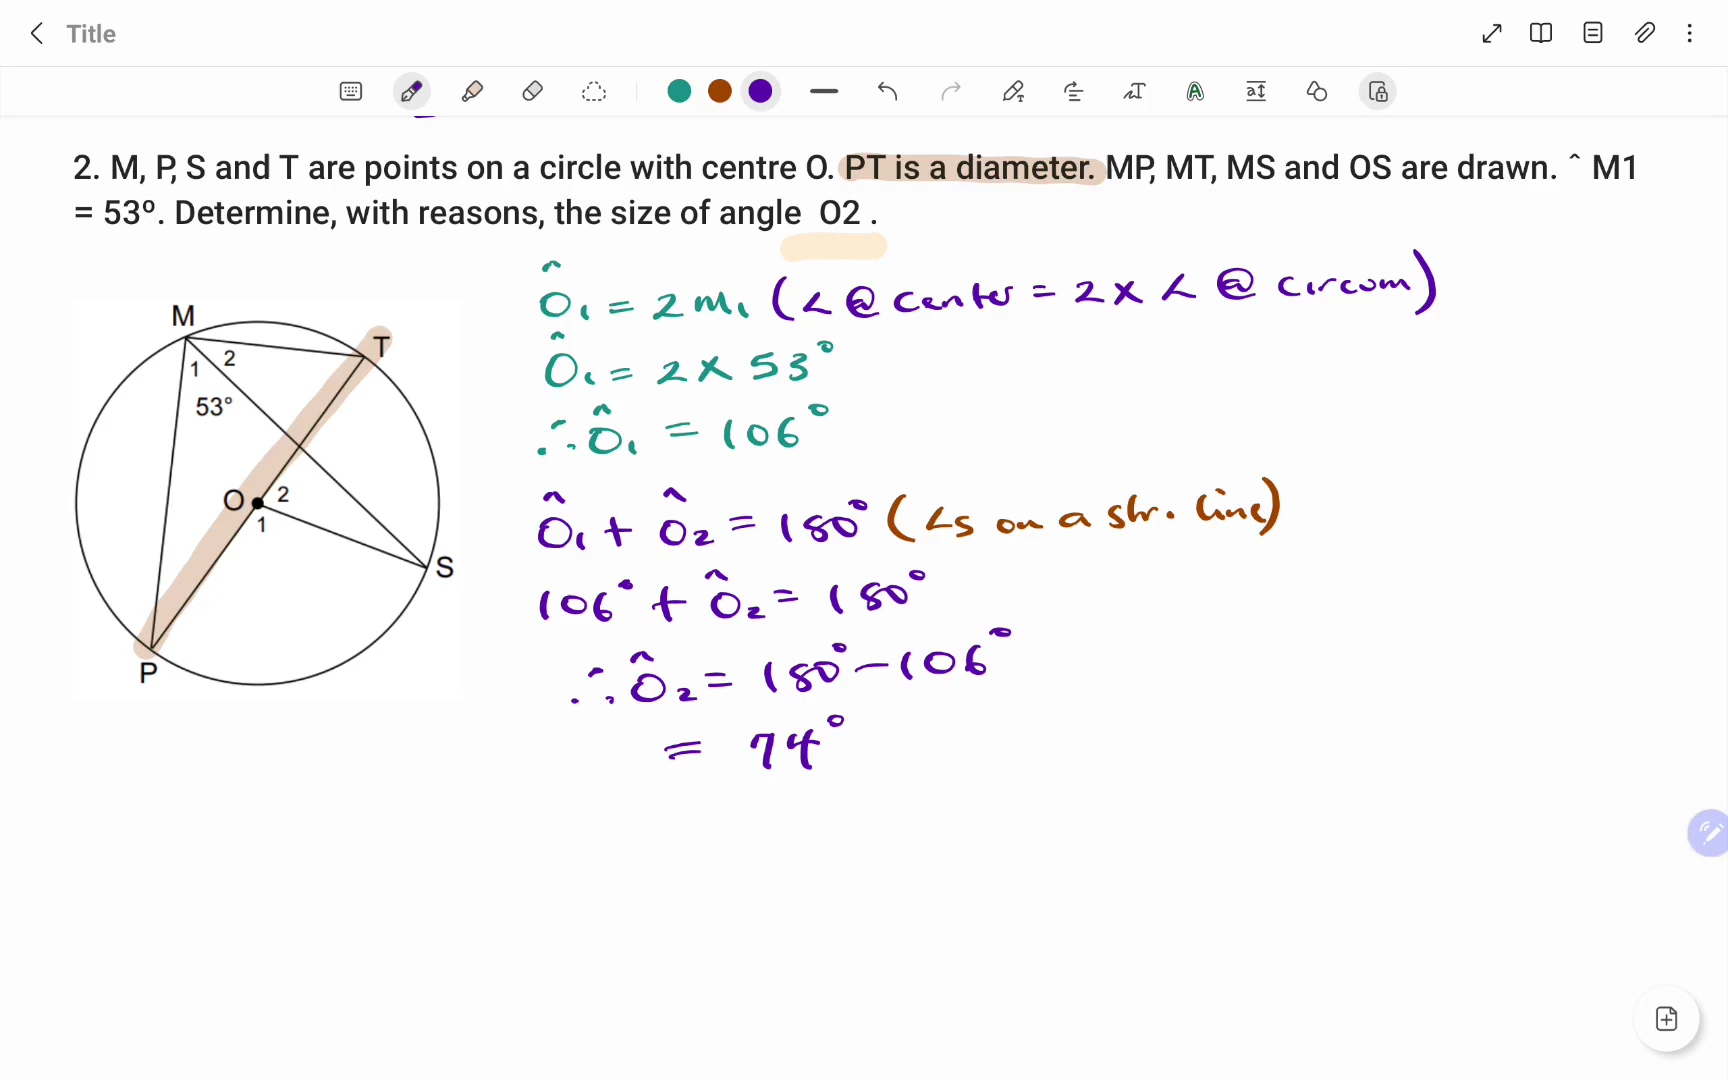 Title
2. M, P, S and T are points on a circle with centre O. PT is a diameter. MP, MT, MS and OS are drawn. ˆ M1
= 53º. Determine, with reasons, the size of angle O2 .
Ô₁ = 2m₁ (∠ @ center = 2 × ∠ @ circum)
Ô₁ = 2 × 53°
∴ Ô₁ = 106°
Ô₁ + Ô₂ = 180° (∠s on a str. line)
106° + Ô₂ = 180°
∴ Ô₂ = 180° - 106°
= 74°
M
T
1 2
53°
O 2
1
S
P